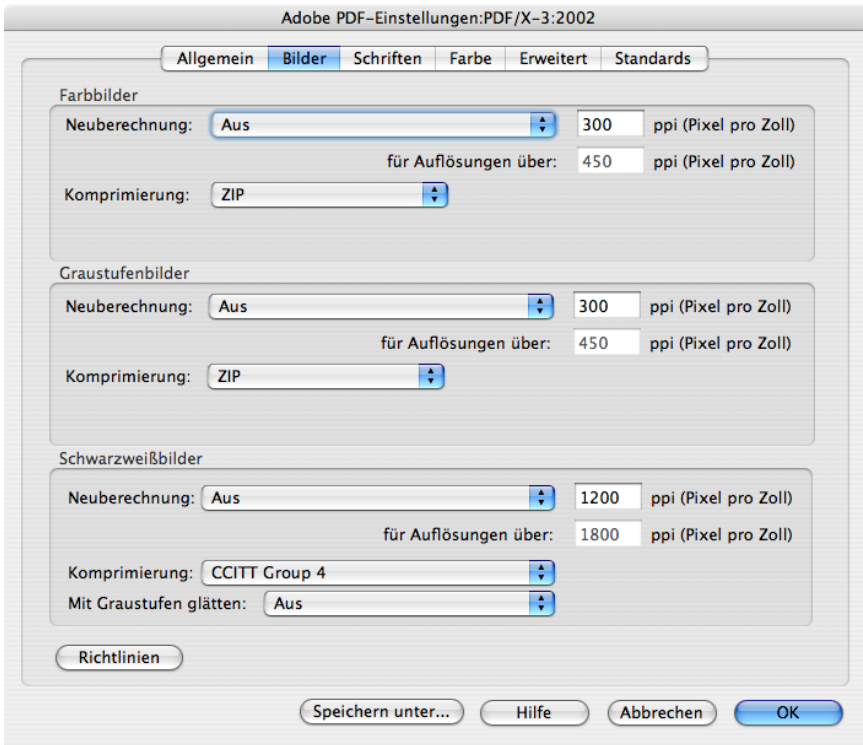 Adobe PDF-Einstellungen:PDF/X-3:2002
Allgemein Bilder Schriften Farbe Erweitert Standards
Farbbilder
Neuberechnung: Aus 300 ppi (Pixel pro Zoll)
für Auflösungen über: 450 ppi (Pixel pro Zoll)
Komprimierung: ZIP
Graustufenbilder
Neuberechnung: Aus 300 ppi (Pixel pro Zoll)
für Auflösungen über: 450 ppi (Pixel pro Zoll)
Komprimierung: ZIP
Schwarzweißbilder
Neuberechnung: Aus 1200 ppi (Pixel pro Zoll)
für Auflösungen über: 1800 ppi (Pixel pro Zoll)
Komprimierung: CCITT Group 4
Mit Graustufen glätten: Aus
Richtlinien
Speichern unter... Hilfe Abbrechen OK